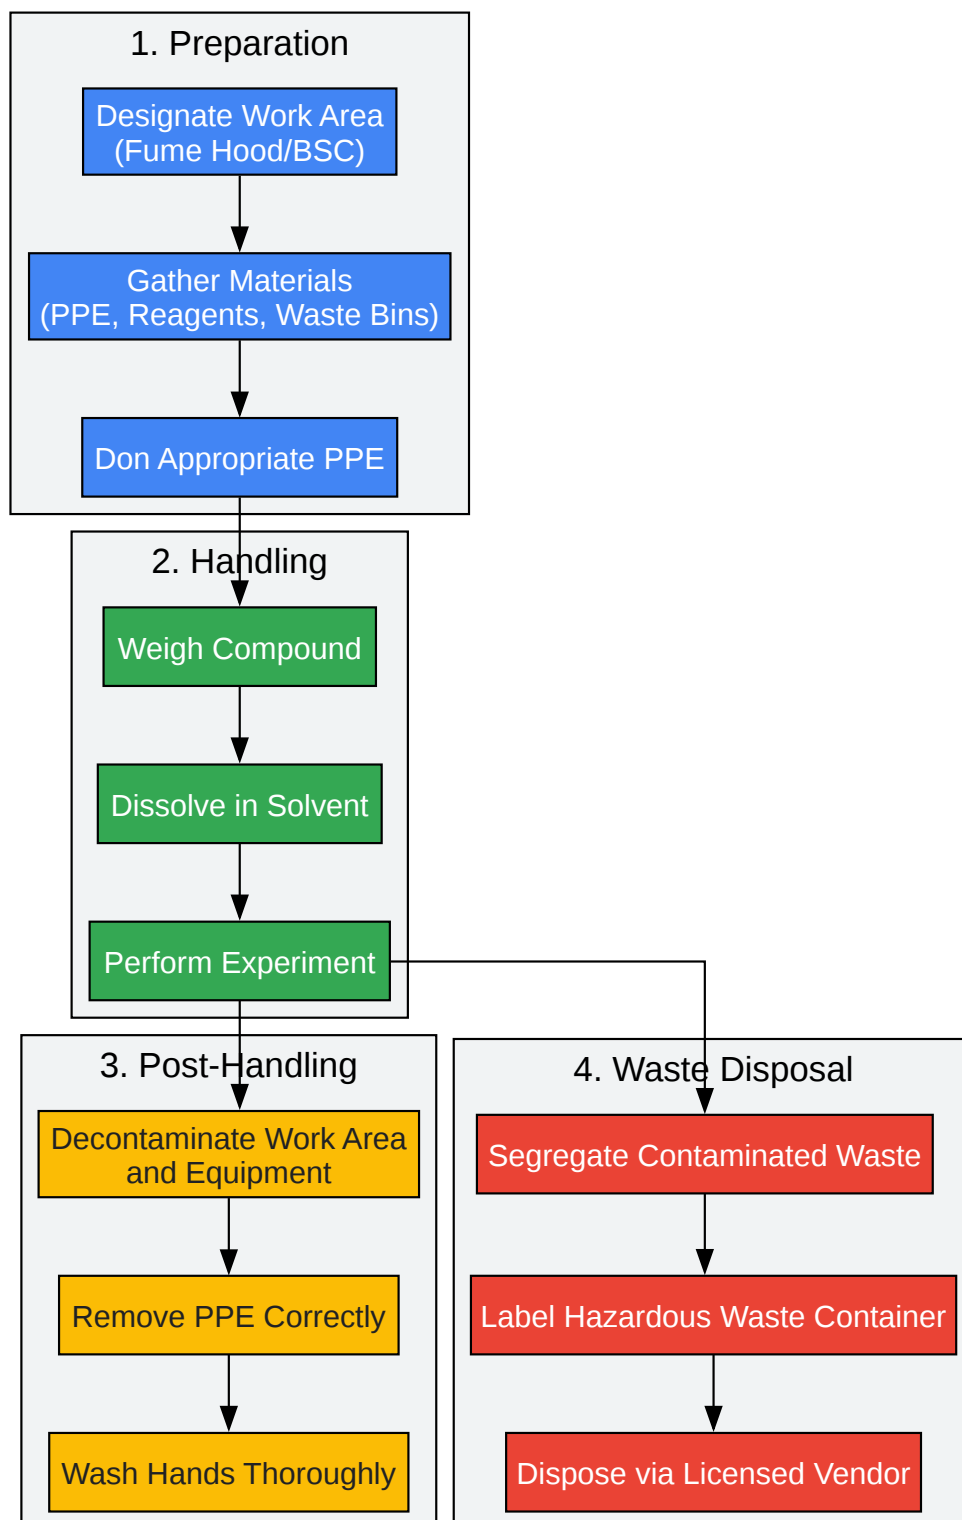 1. Preparation
Designate Work Area
(Fume Hood/BSC)
Gather Materials
(PPE, Reagents, Waste Bins)
Don Appropriate PPE
2. Handling
Weigh Compound
Dissolve in Solvent
Perform Experiment
3. Post-Handling
Decontaminate Work Area
and Equipment
Remove PPE Correctly
Wash Hands Thoroughly
4. Waste Disposal
Segregate Contaminated Waste
Label Hazardous Waste Container
Dispose via Licensed Vendor